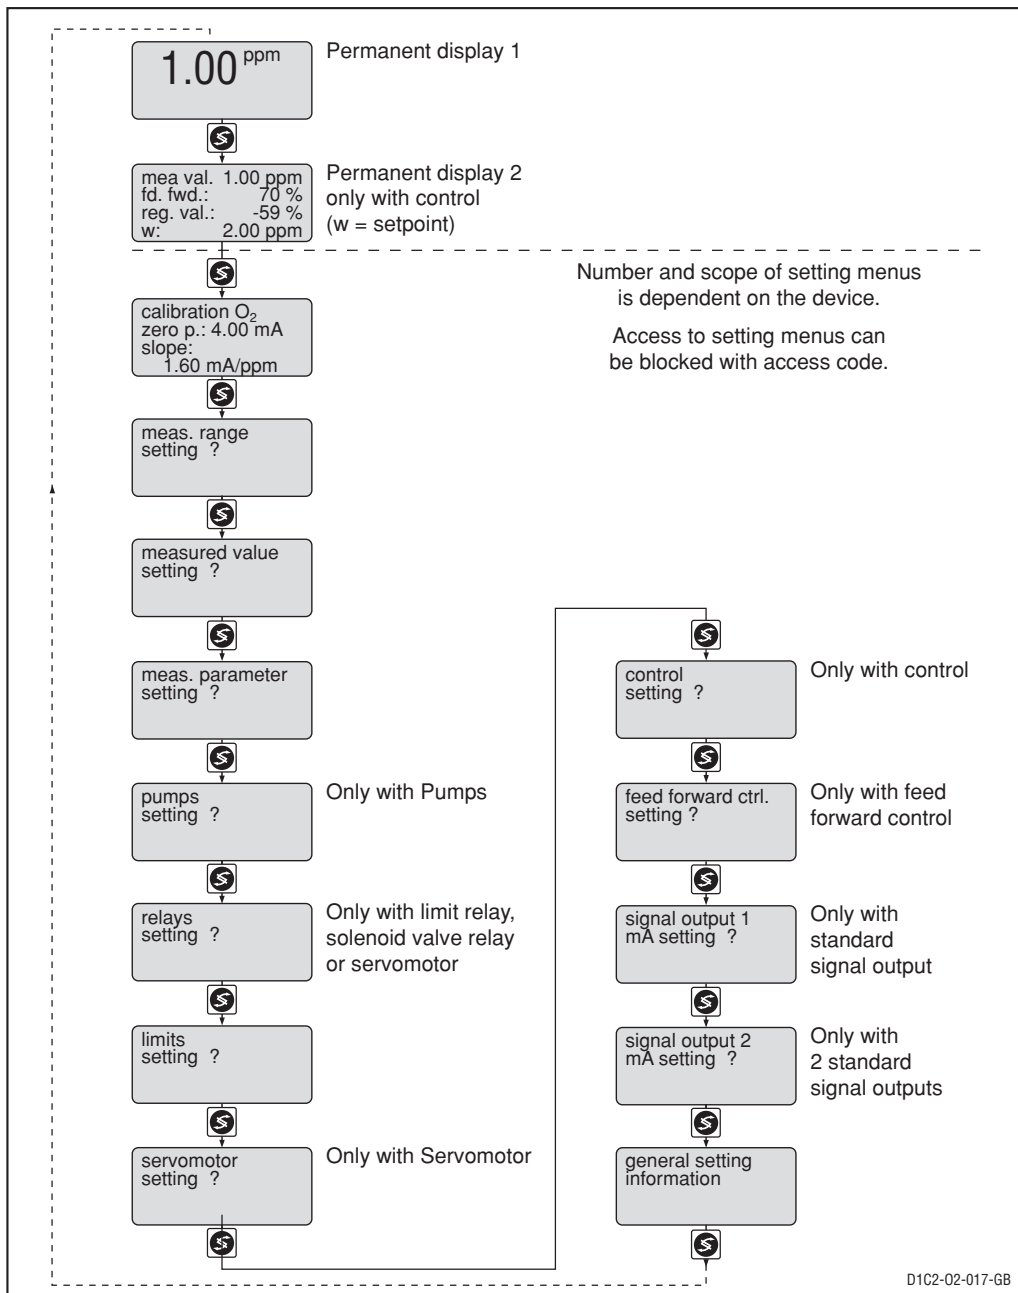 1.00 ppm
Permanent display 1
mea val. 1.00 ppm
fd. fwd.: 70 %
reg. val.: -59 %
w: 2.00 ppm
Permanent display 2
only with control
(w = setpoint)
Number and scope of setting menus
is dependent on the device.
Access to setting menus can
be blocked with access code.
calibration O2
zero p.: 4.00 mA
slope:
1.60 mA/ppm
meas. range
setting ?
measured value
setting ?
meas. parameter
setting ?
pumps
setting ?
Only with Pumps
relays
setting ?
Only with limit relay,
solenoid valve relay
or servomotor
limits
setting ?
servomotor
setting ?
Only with Servomotor
control
setting ?
Only with control
feed forward ctrl.
setting ?
Only with feed
forward control
signal output 1
mA setting ?
Only with
standard
signal output
signal output 2
mA setting ?
Only with
2 standard
signal outputs
general setting
information
D1C2-O2-017-GB